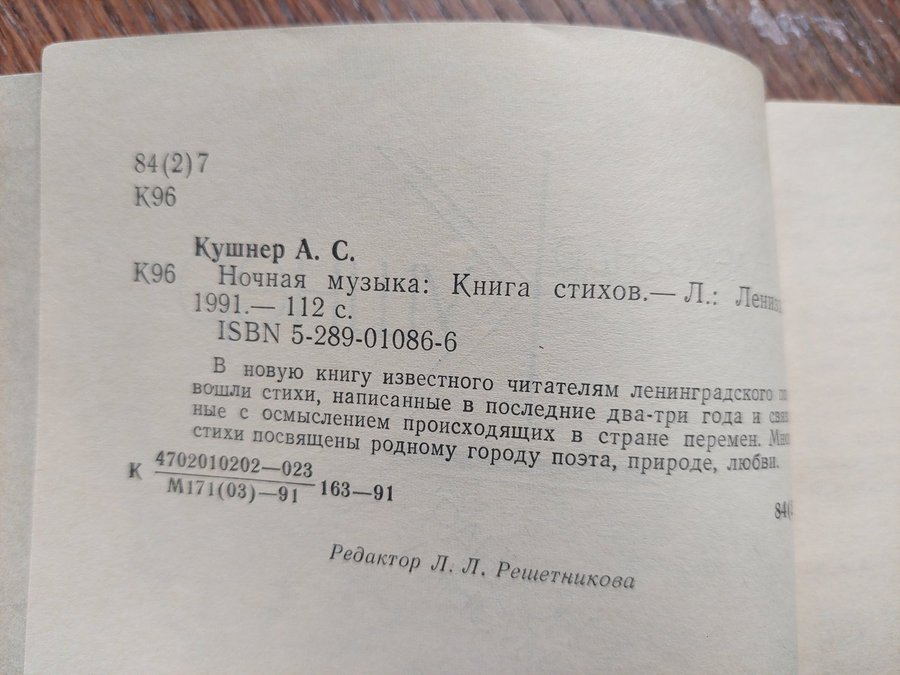 84(2)7
К96
Кушнер А. С.
К96 Ночная музыка: Книга стихов.— Л.:
1991.— 112 с.
ISBN 5-289-01086-6
В новую книгу известного читателям ленинградского
вошли стихи, написанные в последние два-три года и
ные с осмыслением происходящих в стране перемен.
стихи посвящены родному городу поэта, природе, любви.
К 4702010202—023
М171(03)—91 163—91
84(
Редактор Л. Л. Решетникова